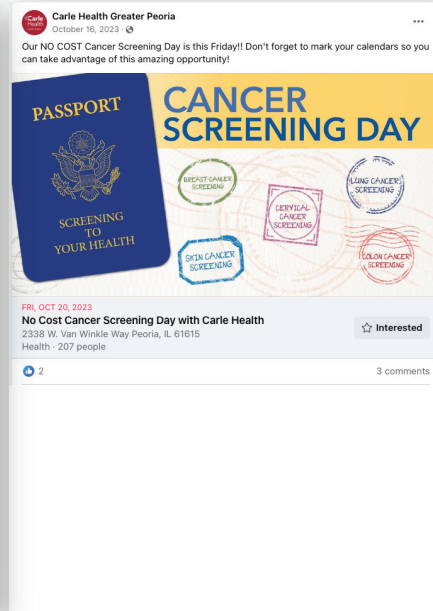 Carle Health
Carle Health Greater Peoria
October 16, 2023 ·
Our NO COST Cancer Screening Day is this Friday!! Don't forget to mark your calendars so you
can take advantage of this amazing opportunity!
PASSPORT
SCREENING
TO
YOUR HEALTH
CANCER
SCREENING DAY
BREAST CANCER
SCREENING
CERVICAL
CANCER
SCREENING
LUNG CANCER
SCREENING
SKIN CANCER
SCREENING
COLON CANCER
SCREENING
FRI, OCT 20, 2023
No Cost Cancer Screening Day with Carle Health
2338 W. Van Winkle Way Peoria, IL 61615
Health · 207 people
Interested
2
3 comments